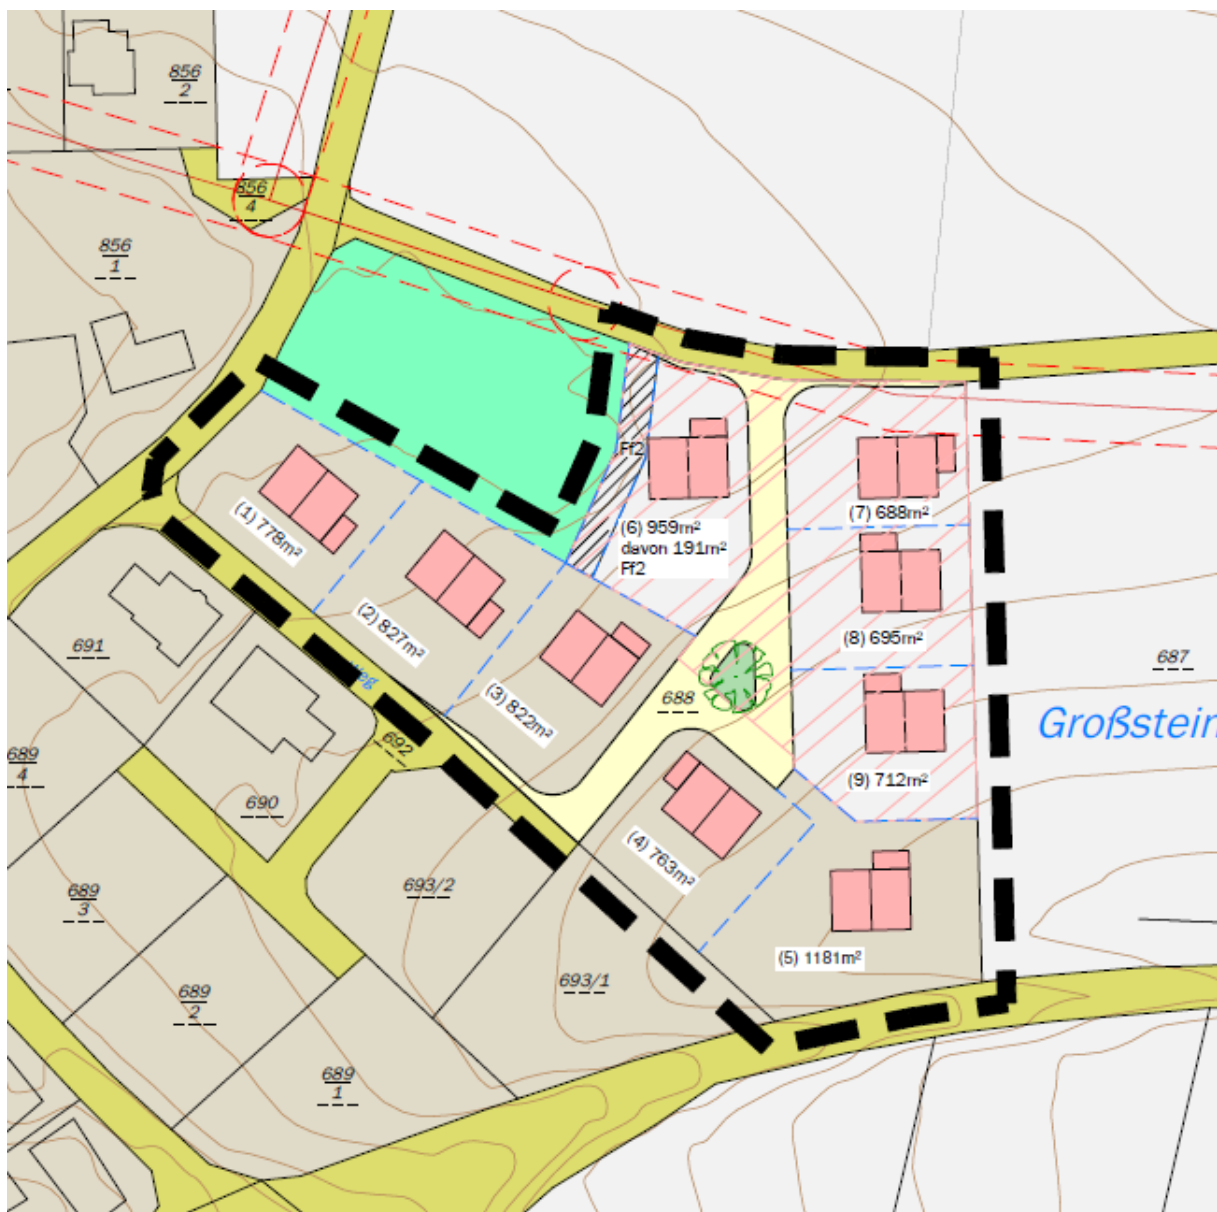 856
2
856
4
856
1
Ff2
(1) 778m²
(6) 959m²
davon 191m²
Ff2
(7) 688m²
(2) 827m²
(8) 695m²
691
Weg
(3) 822m²
688
687
Großstein
692
689
4
690
(9) 712m²
(4) 763m²
693/2
689
3
(5) 1181m²
693/1
689
2
689
1